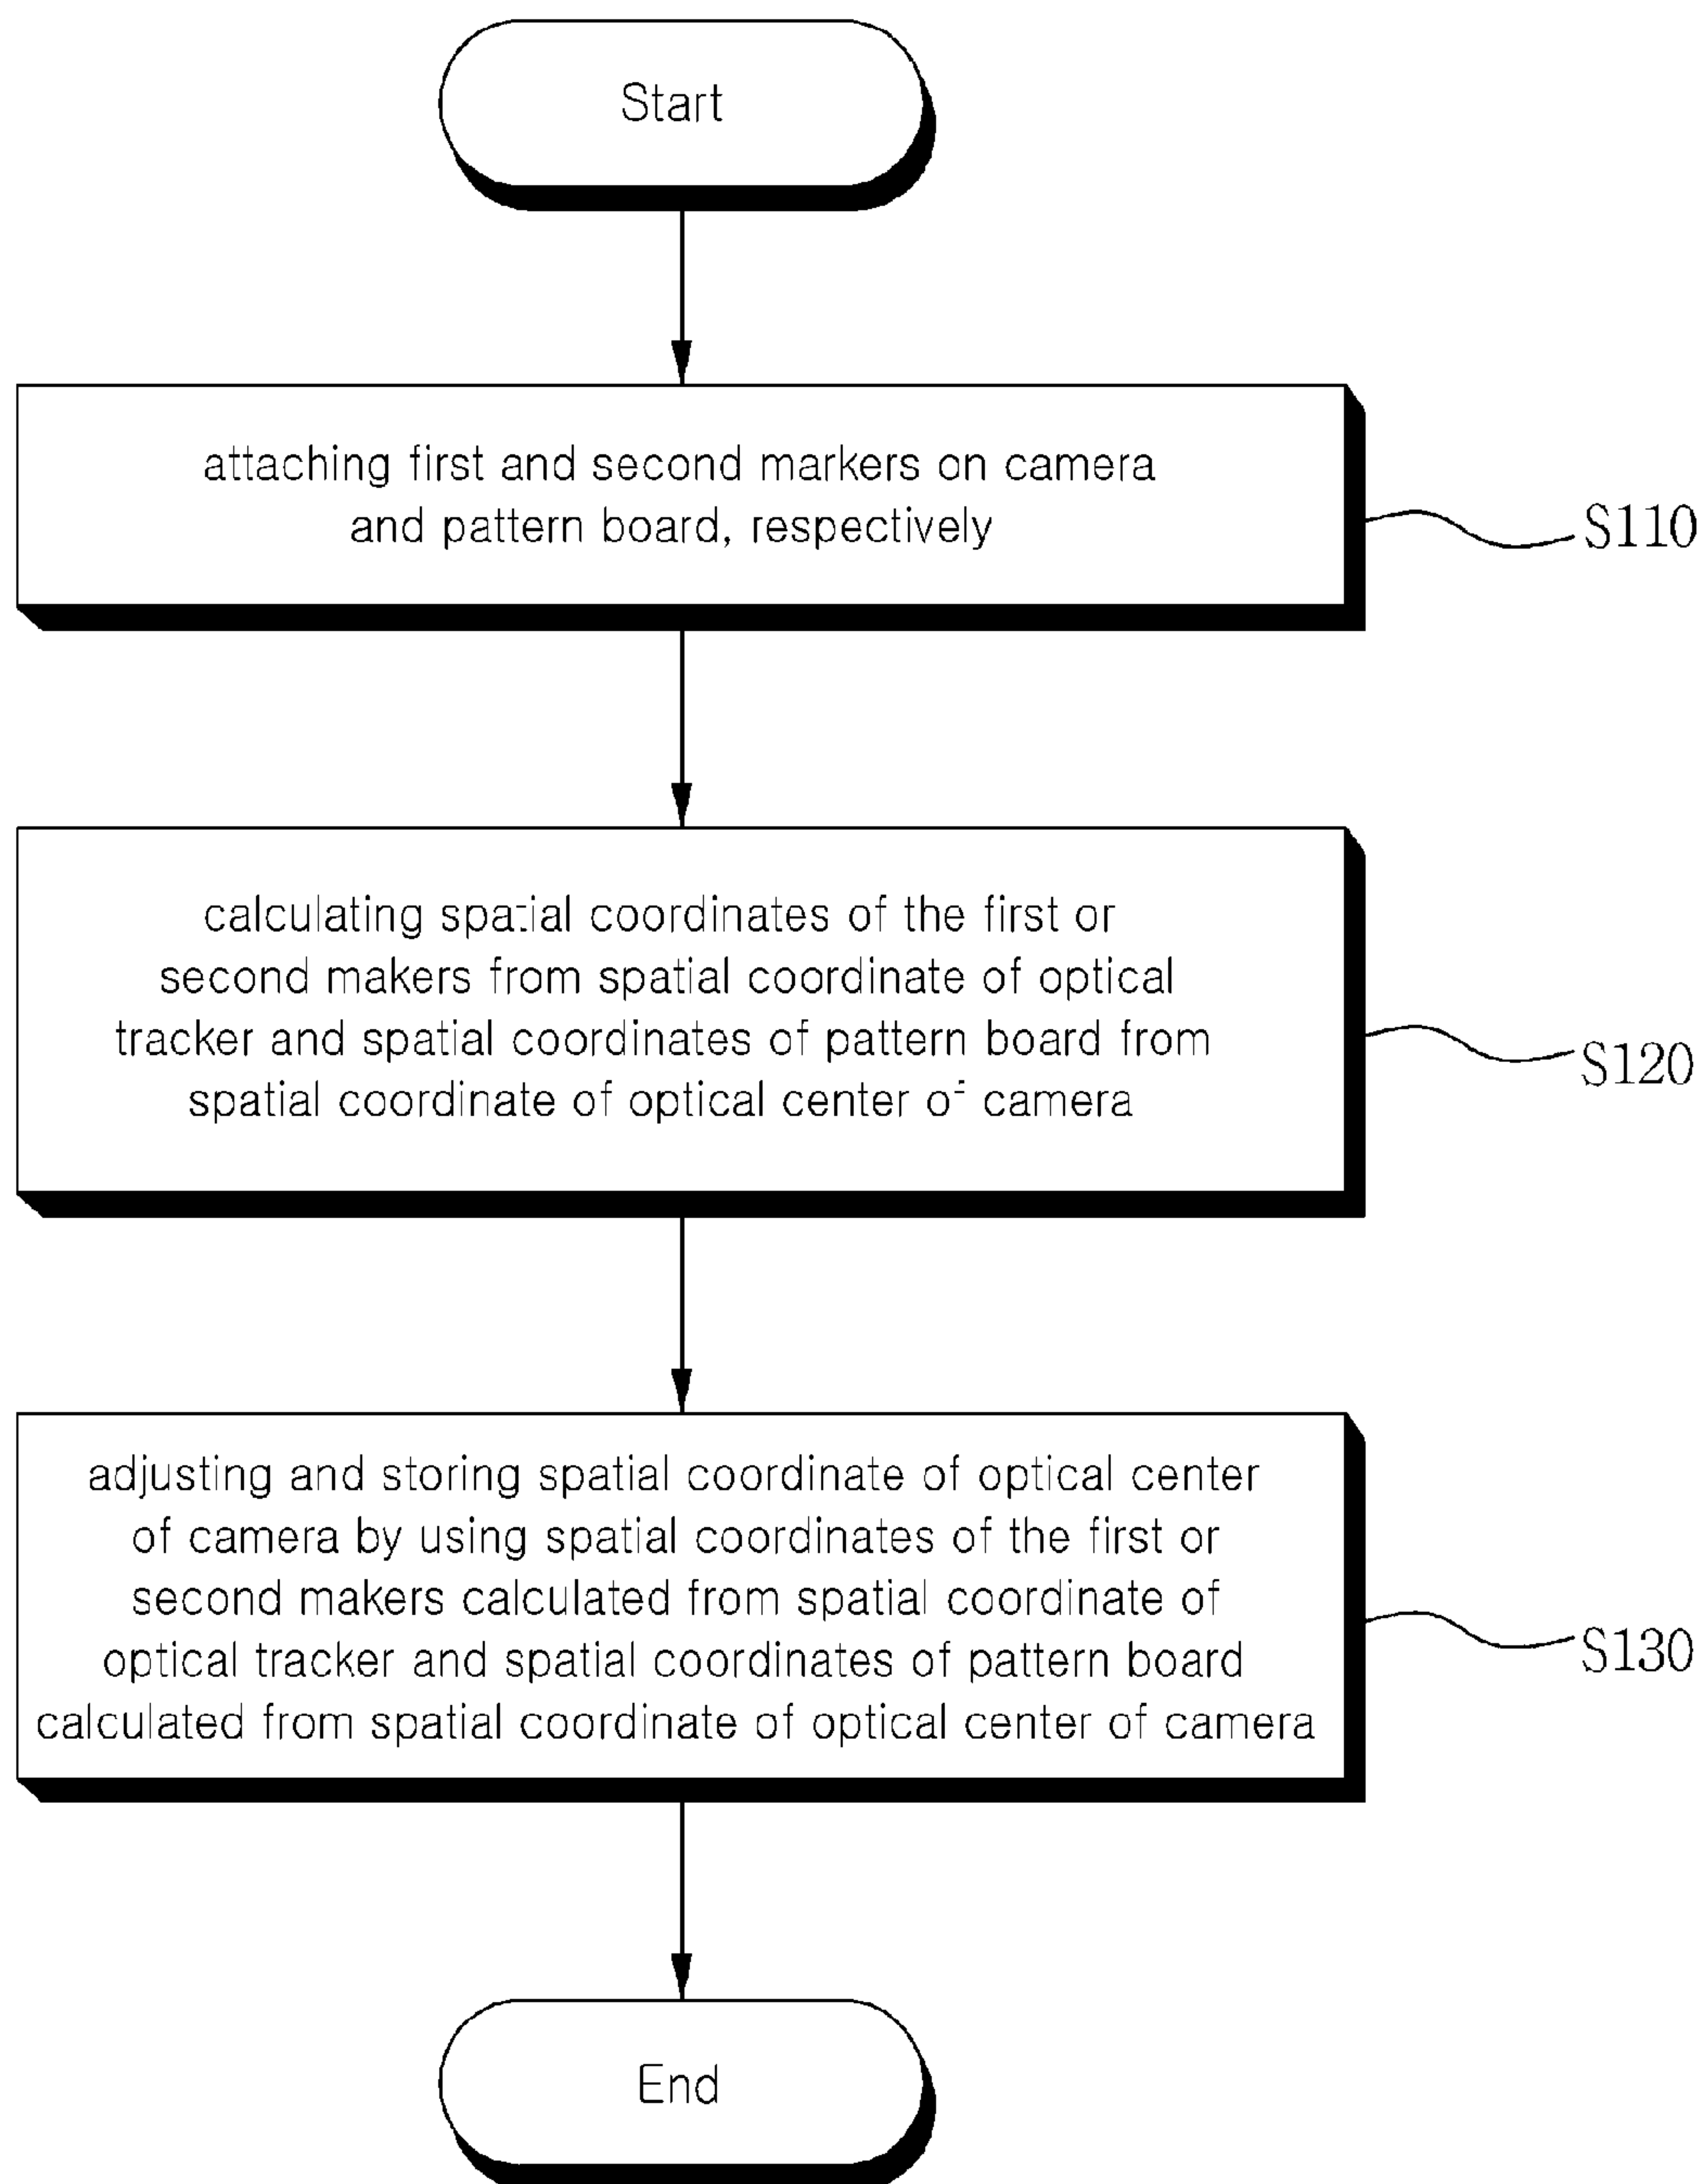 Start
attaching first and second markers on camera
and pattern board, respectively
S110
calculating spatial coordinates of the first or
second makers from spatial coordinate of optical
tracker and spatial coordinates of pattern board from
spatial coordinate of optical center of camera
S120
adjusting and storing spatial coordinate of optical center
of camera by using spatial coordinates of the first or
second makers calculated from spatial coordinate of
optical tracker and spatial coordinates of pattern board
calculated from spatial coordinate of optical center of camera
S130
End